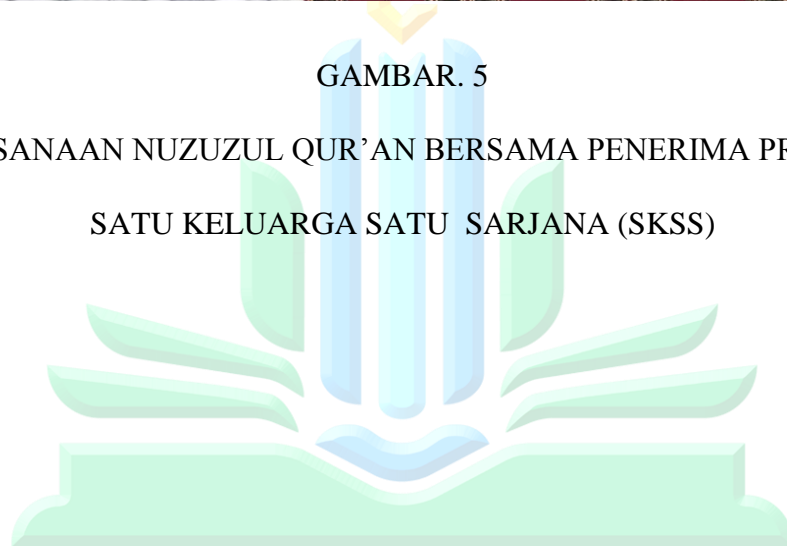 GAMBAR. 5
SANAAN NUZUZUL QUR’AN BERSAMA PENERIMA PR
SATU KELUARGA SATU SARJANA (SKSS)